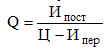 Q = И пост / (Ц − И пер)